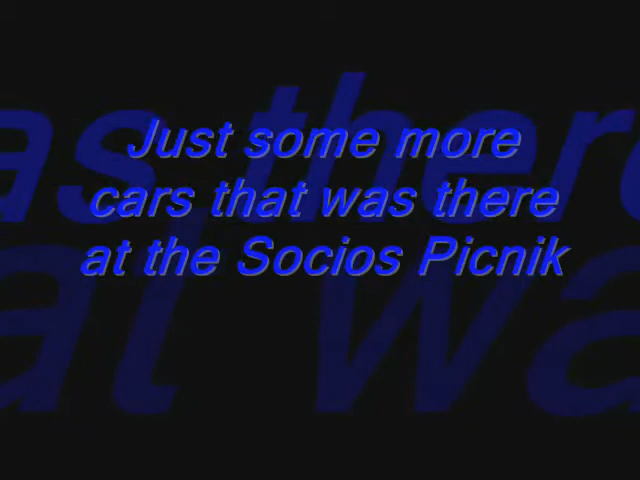 Just some more
cars that was there
at the Socios Picnik